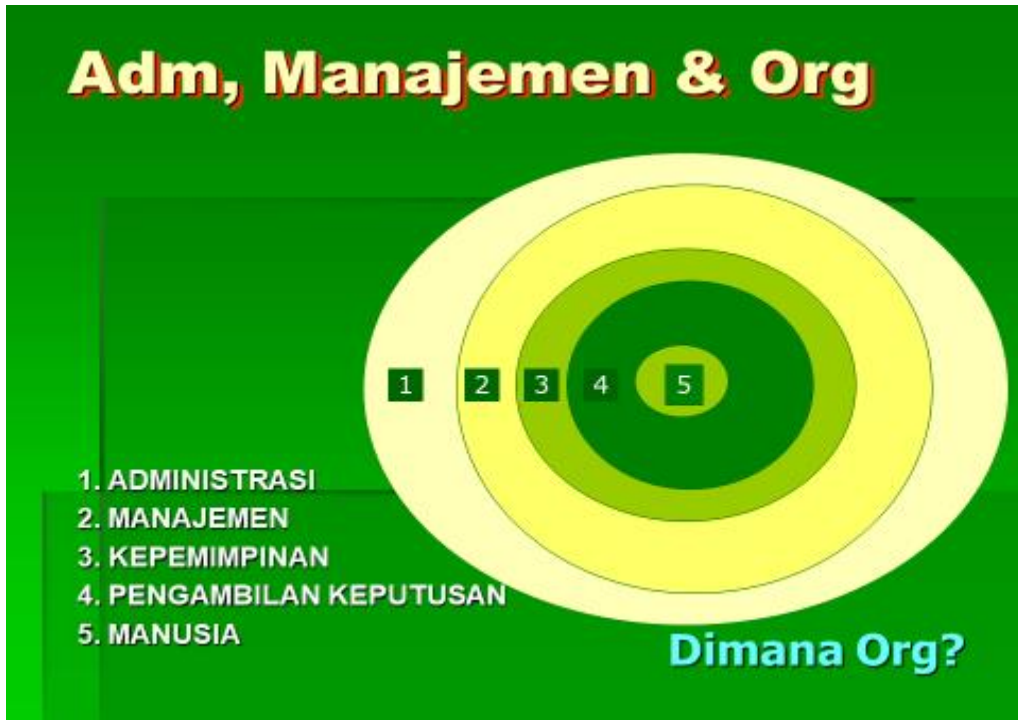 Adm, Manajemen & Org
1
2
3
4
5
1. ADMINISTRASI
2. MANAJEMEN
3. KEPEMIMPINAN
4. PENGAMBILAN KEPUTUSAN
5. MANUSIA
Dimana Org?